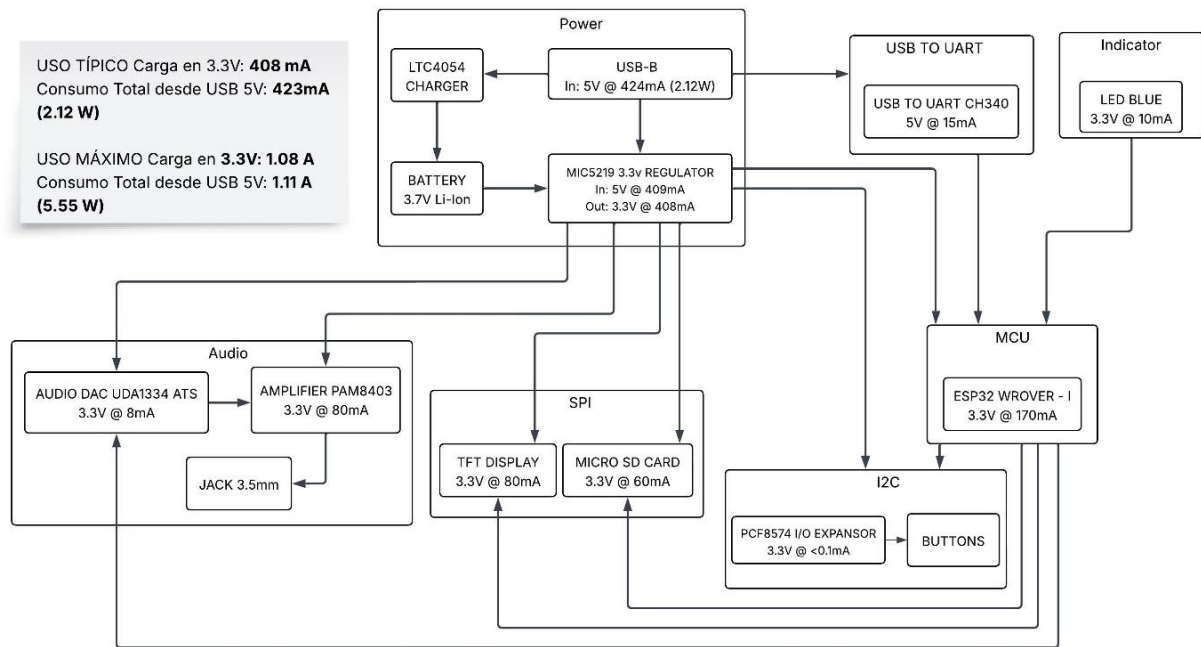 USO TÍPICO Carga en 3.3V: 408 mA
Consumo Total desde USB 5V: 423mA
(2.12 W)
USO MÁXIMO Carga en 3.3V: 1.08 A
Consumo Total desde USB 5V: 1.11 A
(5.55 W)
Power
LTC4054
CHARGER
USB-B
In: 5V @ 424mA (2.12W)
BATTERY
3.7V Li-Ion
MIC5219 3.3v REGULATOR
In: 5V @ 409mA
Out: 3.3V @ 408mA
USB TO UART
USB TO UART CH340
5V @ 15mA
Indicator
LED BLUE
3.3V @ 10mA
Audio
AUDIO DAC UDA1334 ATS
3.3V @ 8mA
AMPLIFIER PAM8403
3.3V @ 80mA
JACK 3.5mm
SPI
TFT DISPLAY
3.3V @ 80mA
MICRO SD CARD
3.3V @ 60mA
MCU
ESP32 WROVER - I
3.3V @ 170mA
I2C
PCF8574 I/O EXPANSOR
3.3V @ <0.1mA
BUTTONS